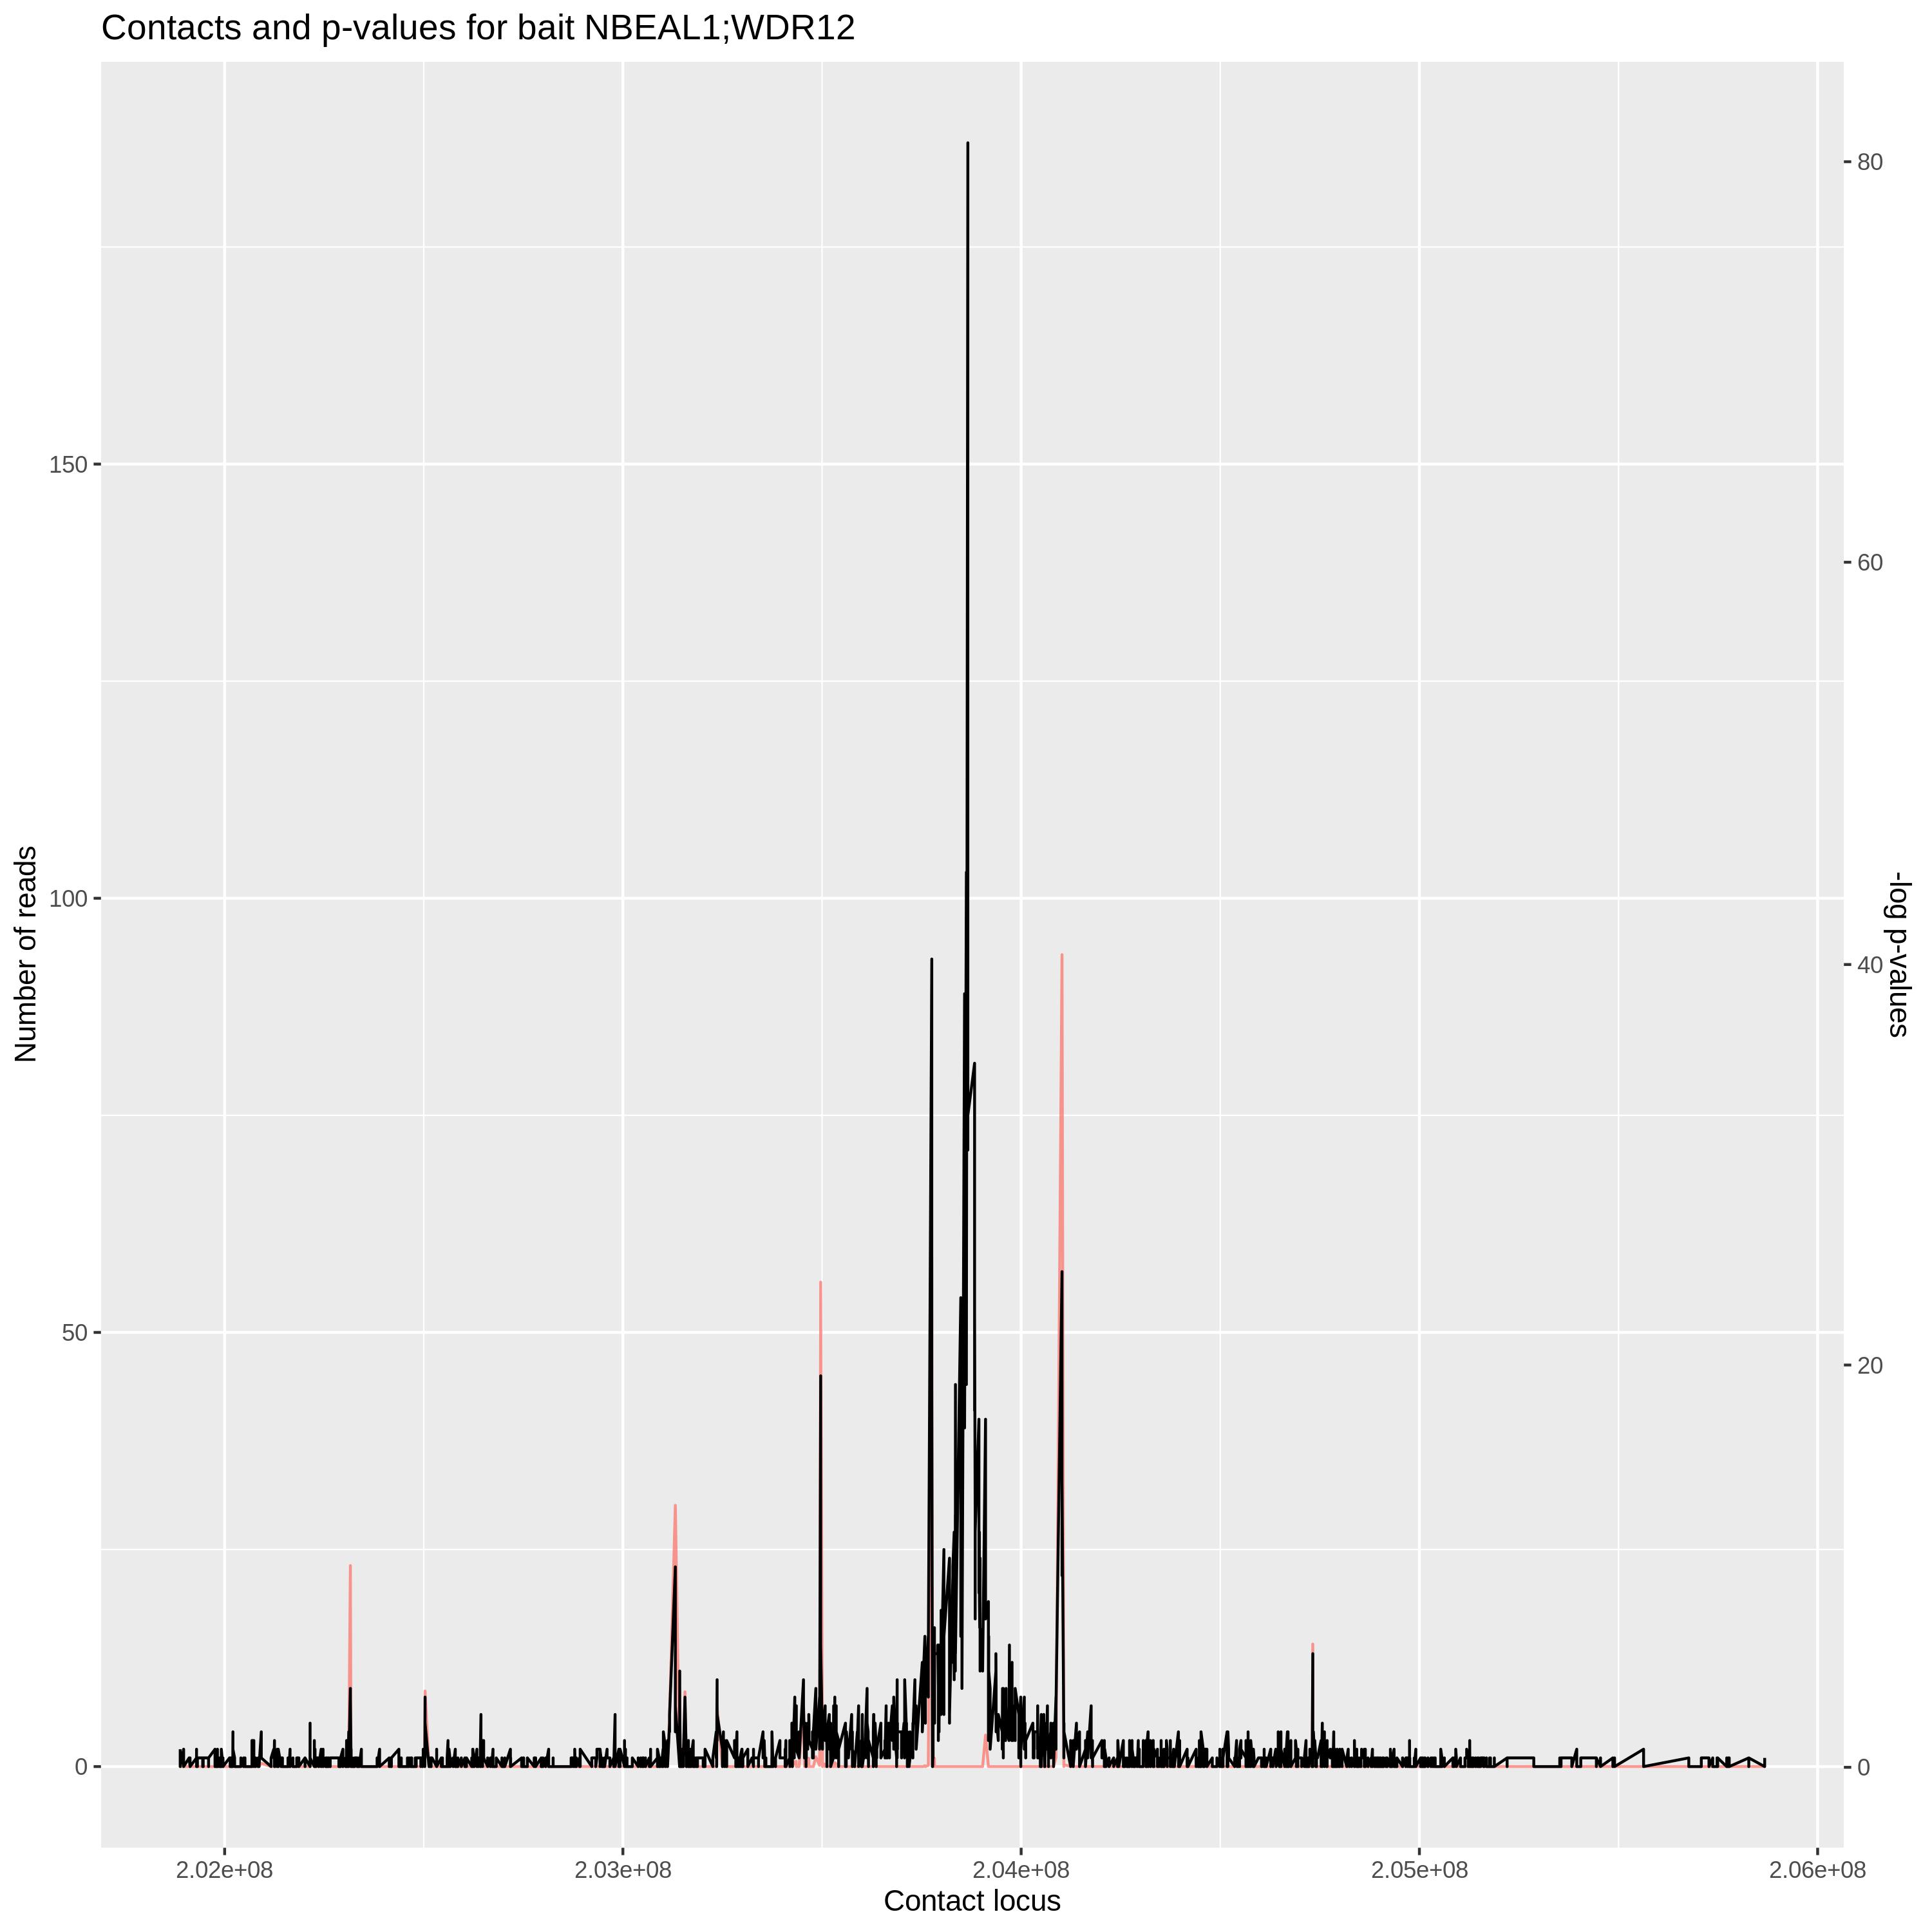 Contacts and p-values for bait NBEAL1;WDR12
Number of reads
150
100
50
0
80
60
40
20
0
-log p-values
2.02e+08
2.03e+08
2.04e+08
2.05e+08
2.06e+08
Contact locus